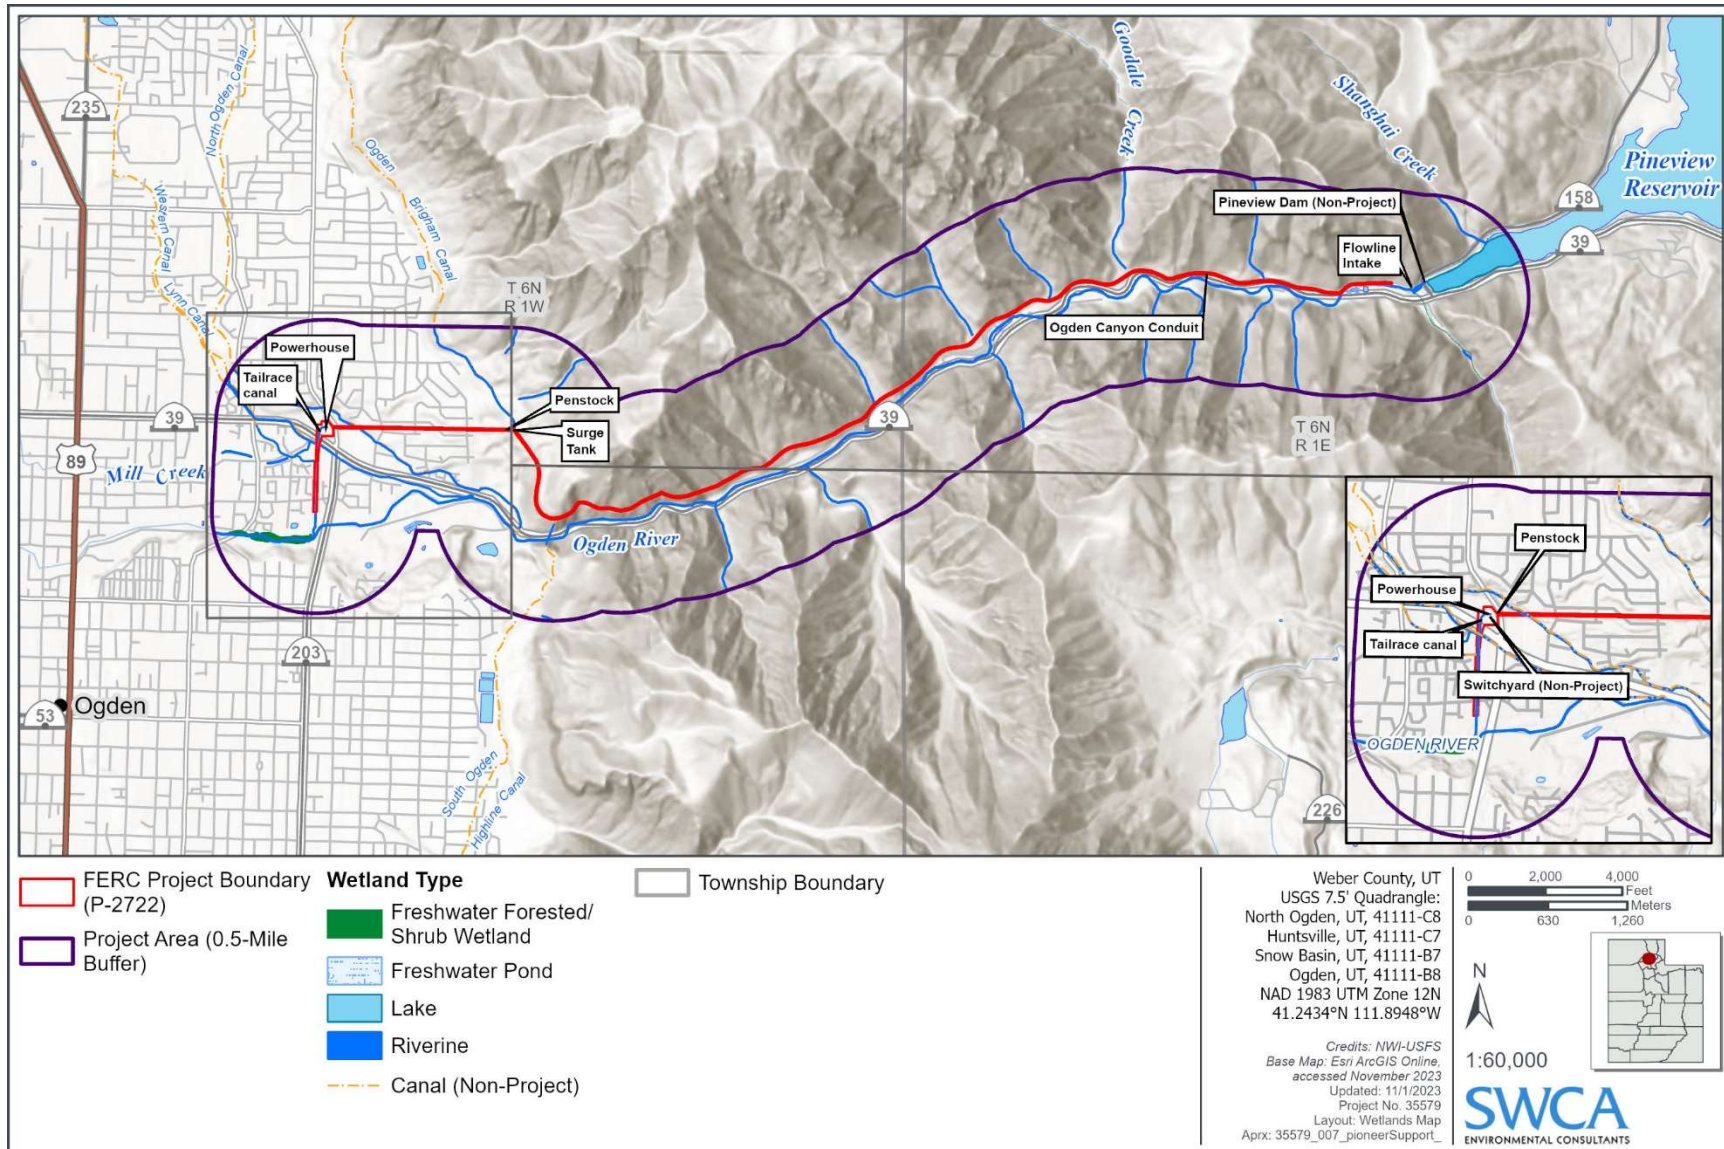 235
North Ogden Canal
Western Canal
Lynn Canal
Ogden
Brigham Canal
T 6N
R 1W
Goodale
Creek
Shanghai
Creek
Pineview
Reservoir
158
39
Pineview Dam (Non-Project)
Flowline
Intake
Ogden Canyon Conduit
Powerhouse
Tailrace
canal
Penstock
Surge
Tank
39
89
Mill Creek
39
T 6N
R 1E
Ogden River
203
Ogden
53
South Ogden
Highline Canal
226
Penstock
Powerhouse
Tailrace canal
Switchyard (Non-Project)
OGDEN RIVER
FERC Project Boundary
(P-2722)
Project Area (0.5-Mile
Buffer)
Wetland Type
Freshwater Forested/
Shrub Wetland
Freshwater Pond
Lake
Riverine
Canal (Non-Project)
Township Boundary
Weber County, UT
USGS 7.5' Quadrangle:
North Ogden, UT, 41111-C8
Huntsville, UT, 41111-C7
Snow Basin, UT, 41111-B7
Ogden, UT, 41111-B8
NAD 1983 UTM Zone 12N
41.2434°N 111.8948°W
Credits: NWI-USFS
Base Map: Esri ArcGIS Online,
accessed November 2023
Updated: 11/1/2023
Project No. 35579
Layout: Wetlands Map
Aprx: 35579_007_pioneerSupport_
0 2,000 4,000
Feet
Meters
0 630 1,260
N
1:60,000
SWCA
ENVIRONMENTAL CONSULTANTS